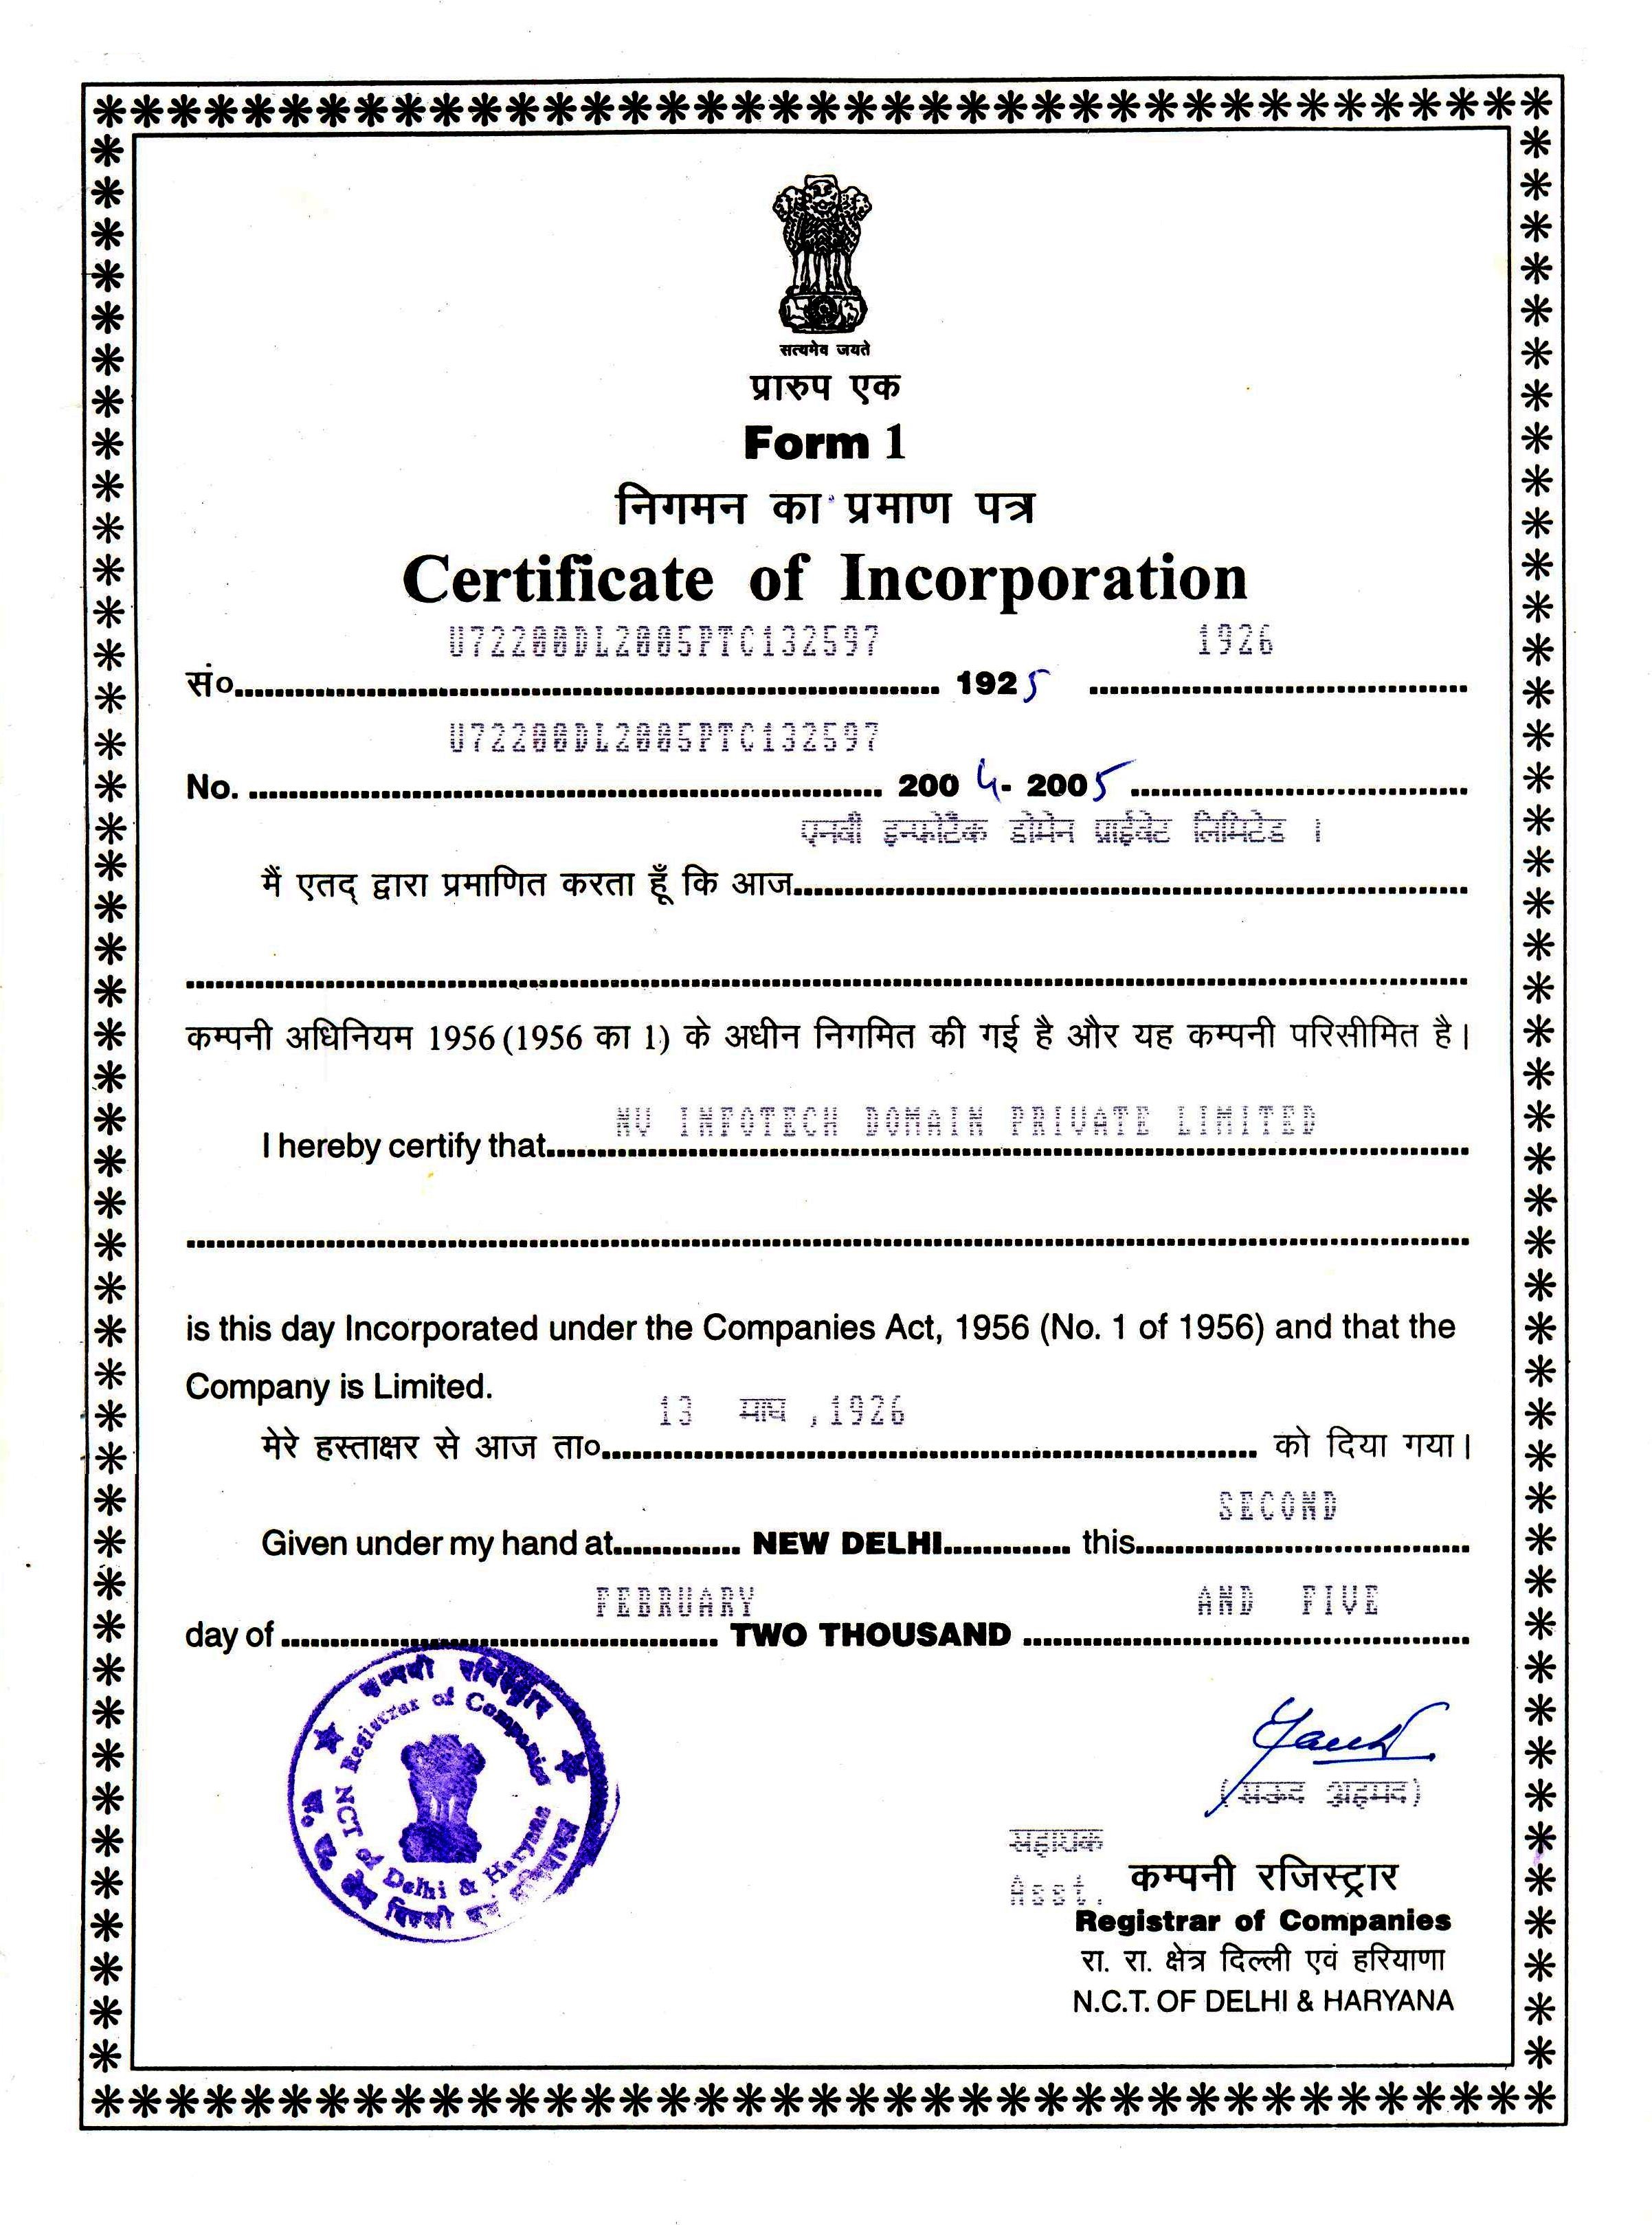 सत्यमेव जयते
प्रारुप एक
Form 1
निगमन का प्रमाण पत्र
Certificate of Incorporation
U72200DL2005PTC132597 1926
सं०.......... 1925 ..........
U72200DL2005PTC132597
No. .......... 2004-2005 ..........
एनवी इन्फोटैक डोमेन प्राईवेट लिमिटेड ।
मैं एतद् द्वारा प्रमाणित करता हूँ कि आज..........
कम्पनी अधिनियम 1956 (1956 का 1) के अधीन निगमित की गई है और यह कम्पनी परिसीमित है।
NV INFOTECH DOMAIN PRIVATE LIMITED
I hereby certify that..........
is this day Incorporated under the Companies Act, 1956 (No. 1 of 1956) and that the
Company is Limited.
13 माघ ,1926
मेरे हस्ताक्षर से आज ता०.......... को दिया गया।
SECOND
Given under my hand at.......... NEW DELHI.......... this..........
FEBRUARY AND FIVE
day of .......... TWO THOUSAND ..........
कम्पनी रजिस्ट्रार
Registrar of Companies
NCT of Delhi & Haryana
(सऊद अहमद)
सहायक
Asst. कम्पनी रजिस्ट्रार
Registrar of Companies
रा. रा. क्षेत्र दिल्ली एवं हरियाणा
N.C.T. OF DELHI & HARYANA